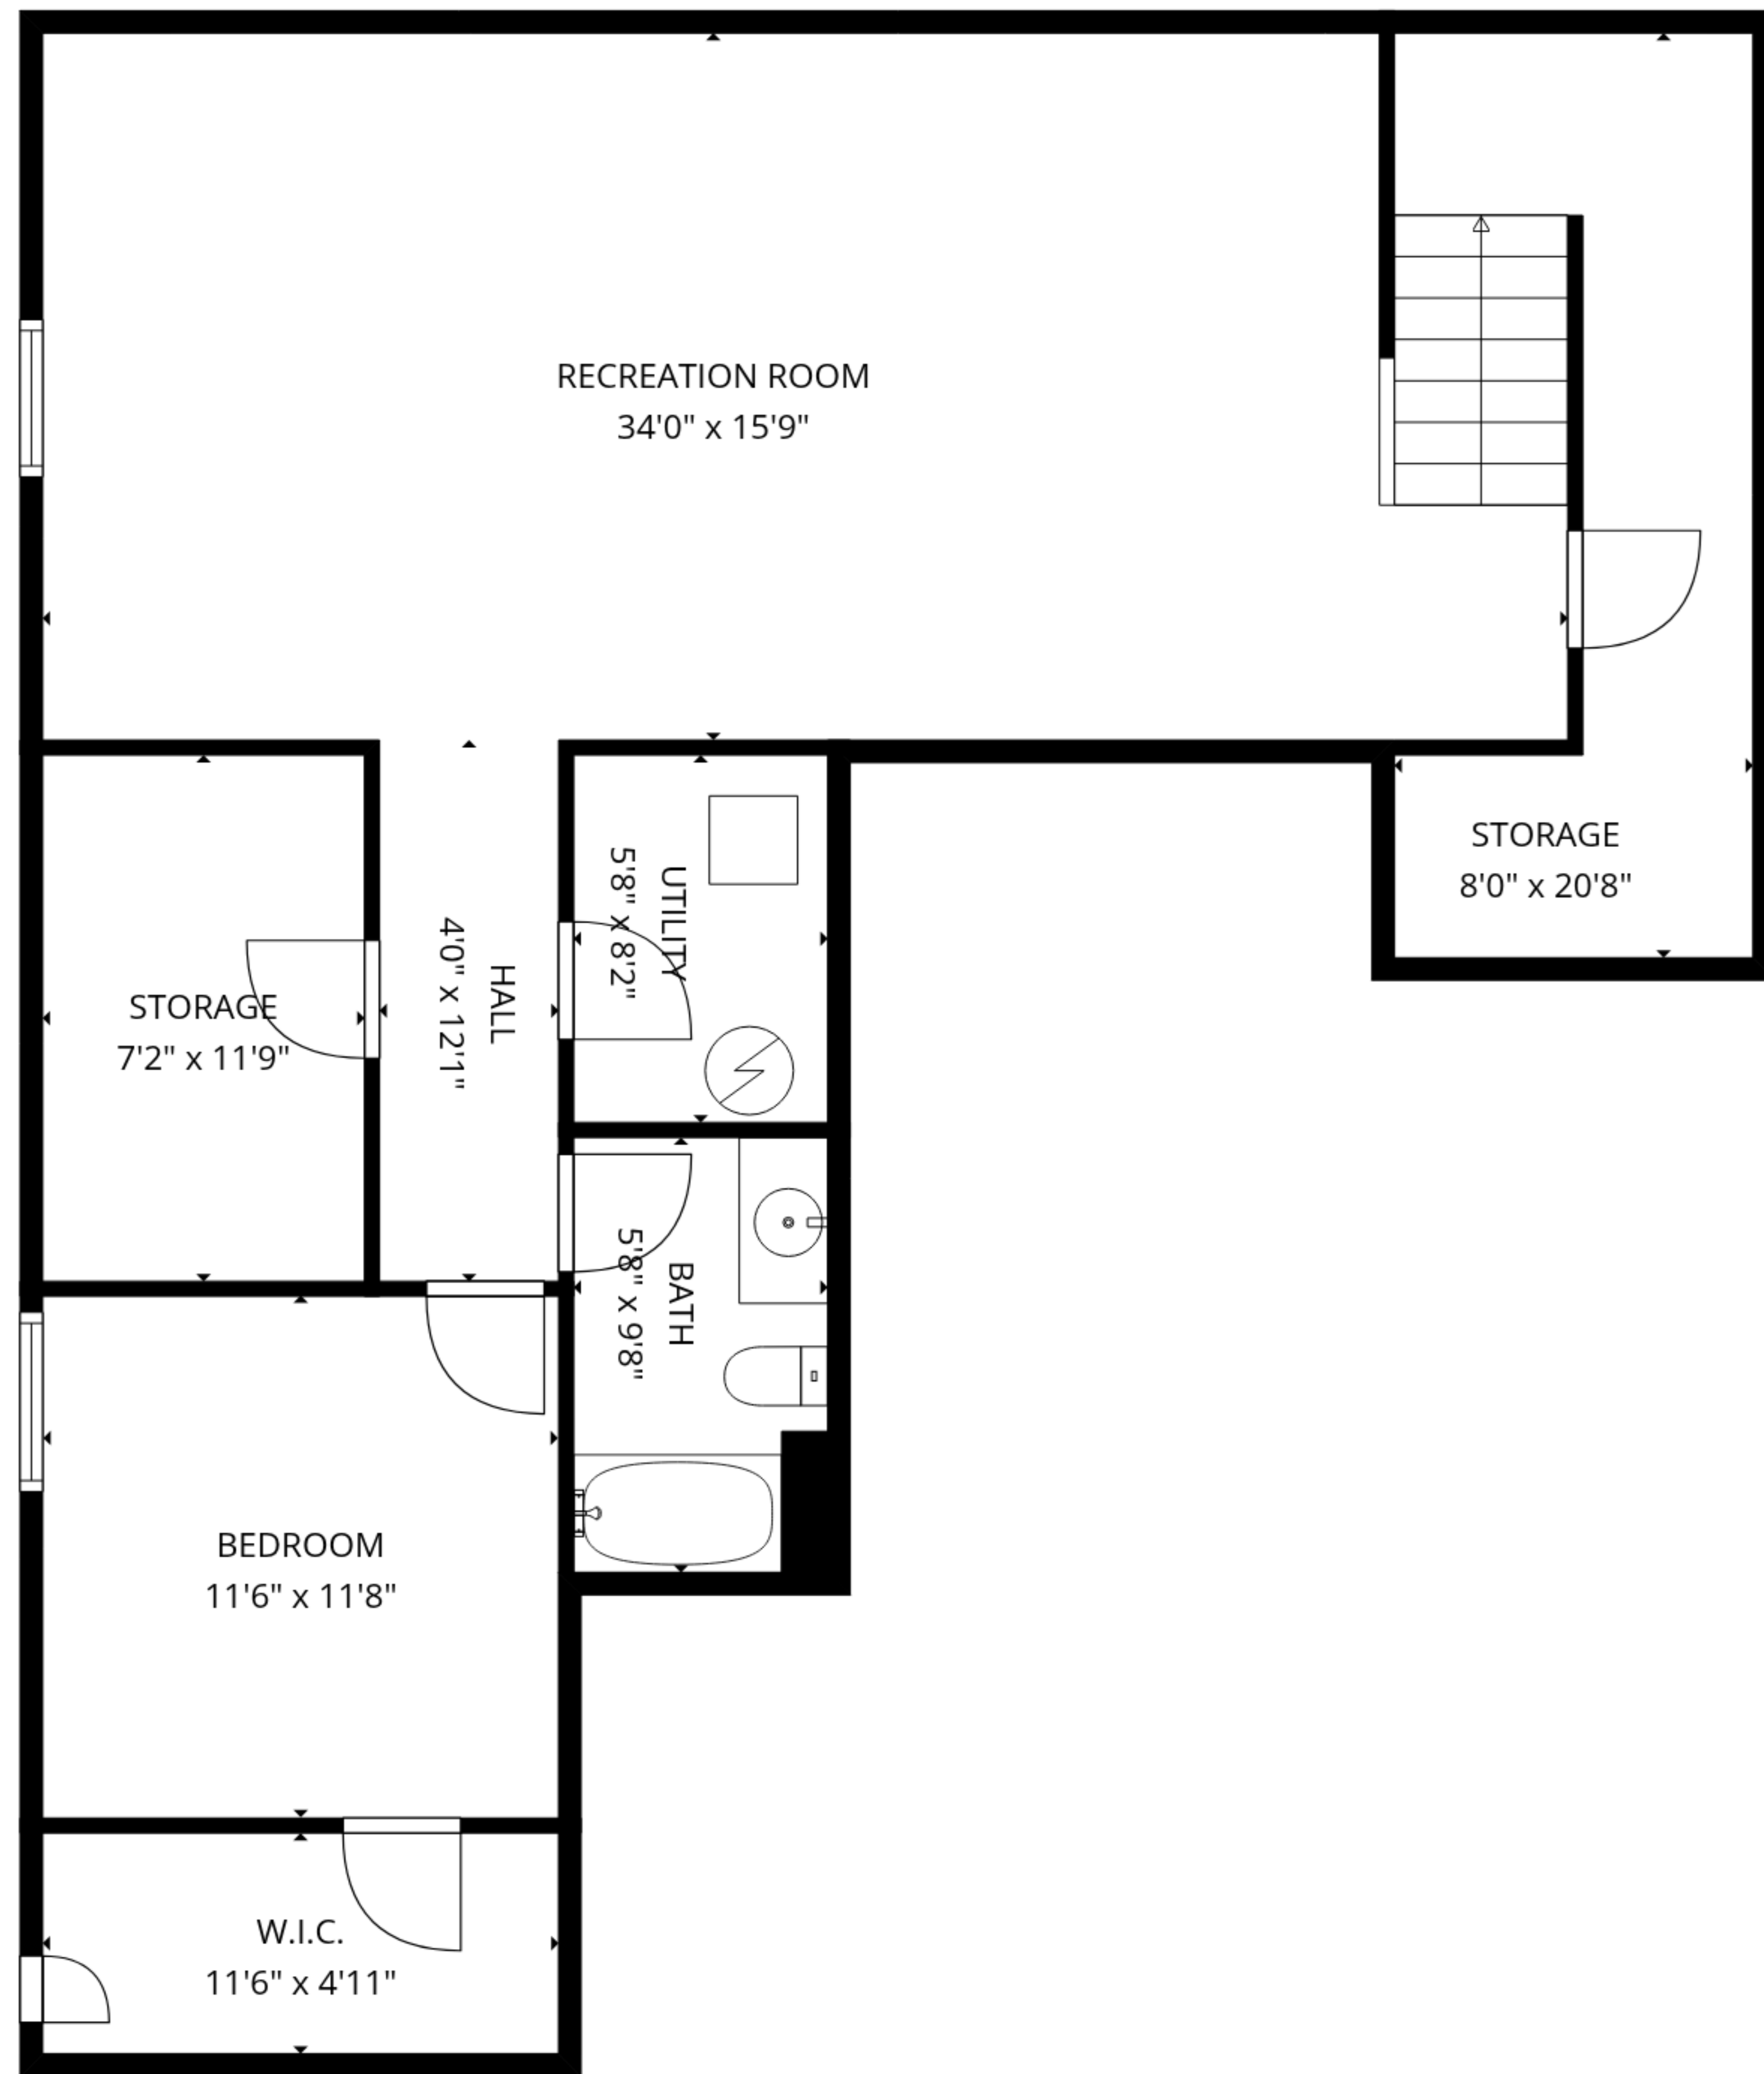 RECREATION ROOM
34'0" x 15'9"
STORAGE
8'0" x 20'8"
UTILITY
5'8" x 8'2"
HALL
4'0" x 12'1"
STORAGE
7'2" x 11'9"
BATH
5'8" x 9'8"
BEDROOM
11'6" x 11'8"
W.I.C.
11'6" x 4'11"